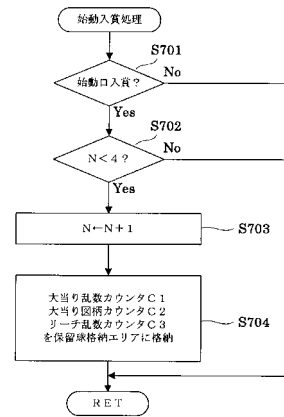 始動入賞処理
S701
始動口入賞?
No
Yes
S702
N<4?
No
Yes
N←N+1
S703
大当り乱数カウンタC1
大当り図柄カウンタC2
リーチ乱数カウンタC3
を保留球格納エリアに格納
S704
RET